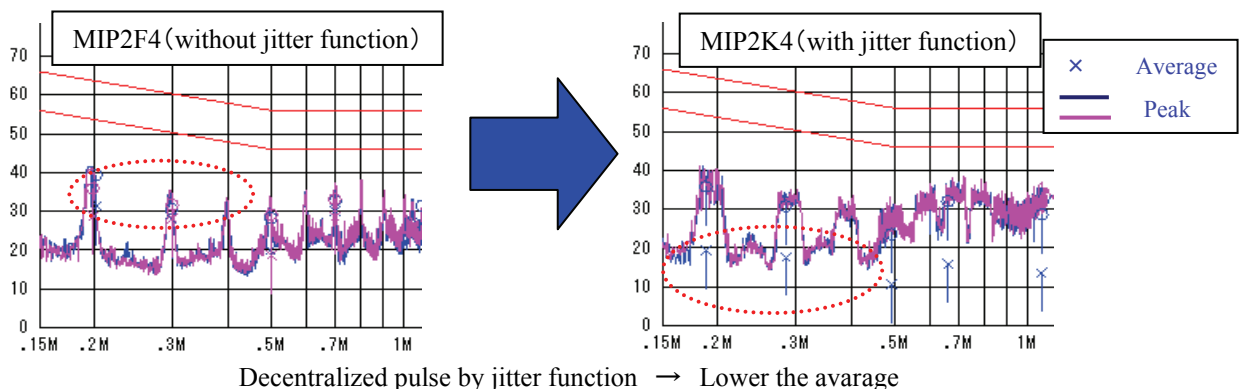 MIP2F4(without jitter function)
70
60
50
40
30
20
10
0
.15M .2M .3M .5M .7M 1M
MIP2K4(with jitter function)
70
60
50
40
30
20
10
0
.15M .2M .3M .5M .7M 1M
× Average
Peak
Decentralized pulse by jitter function → Lower the avarage